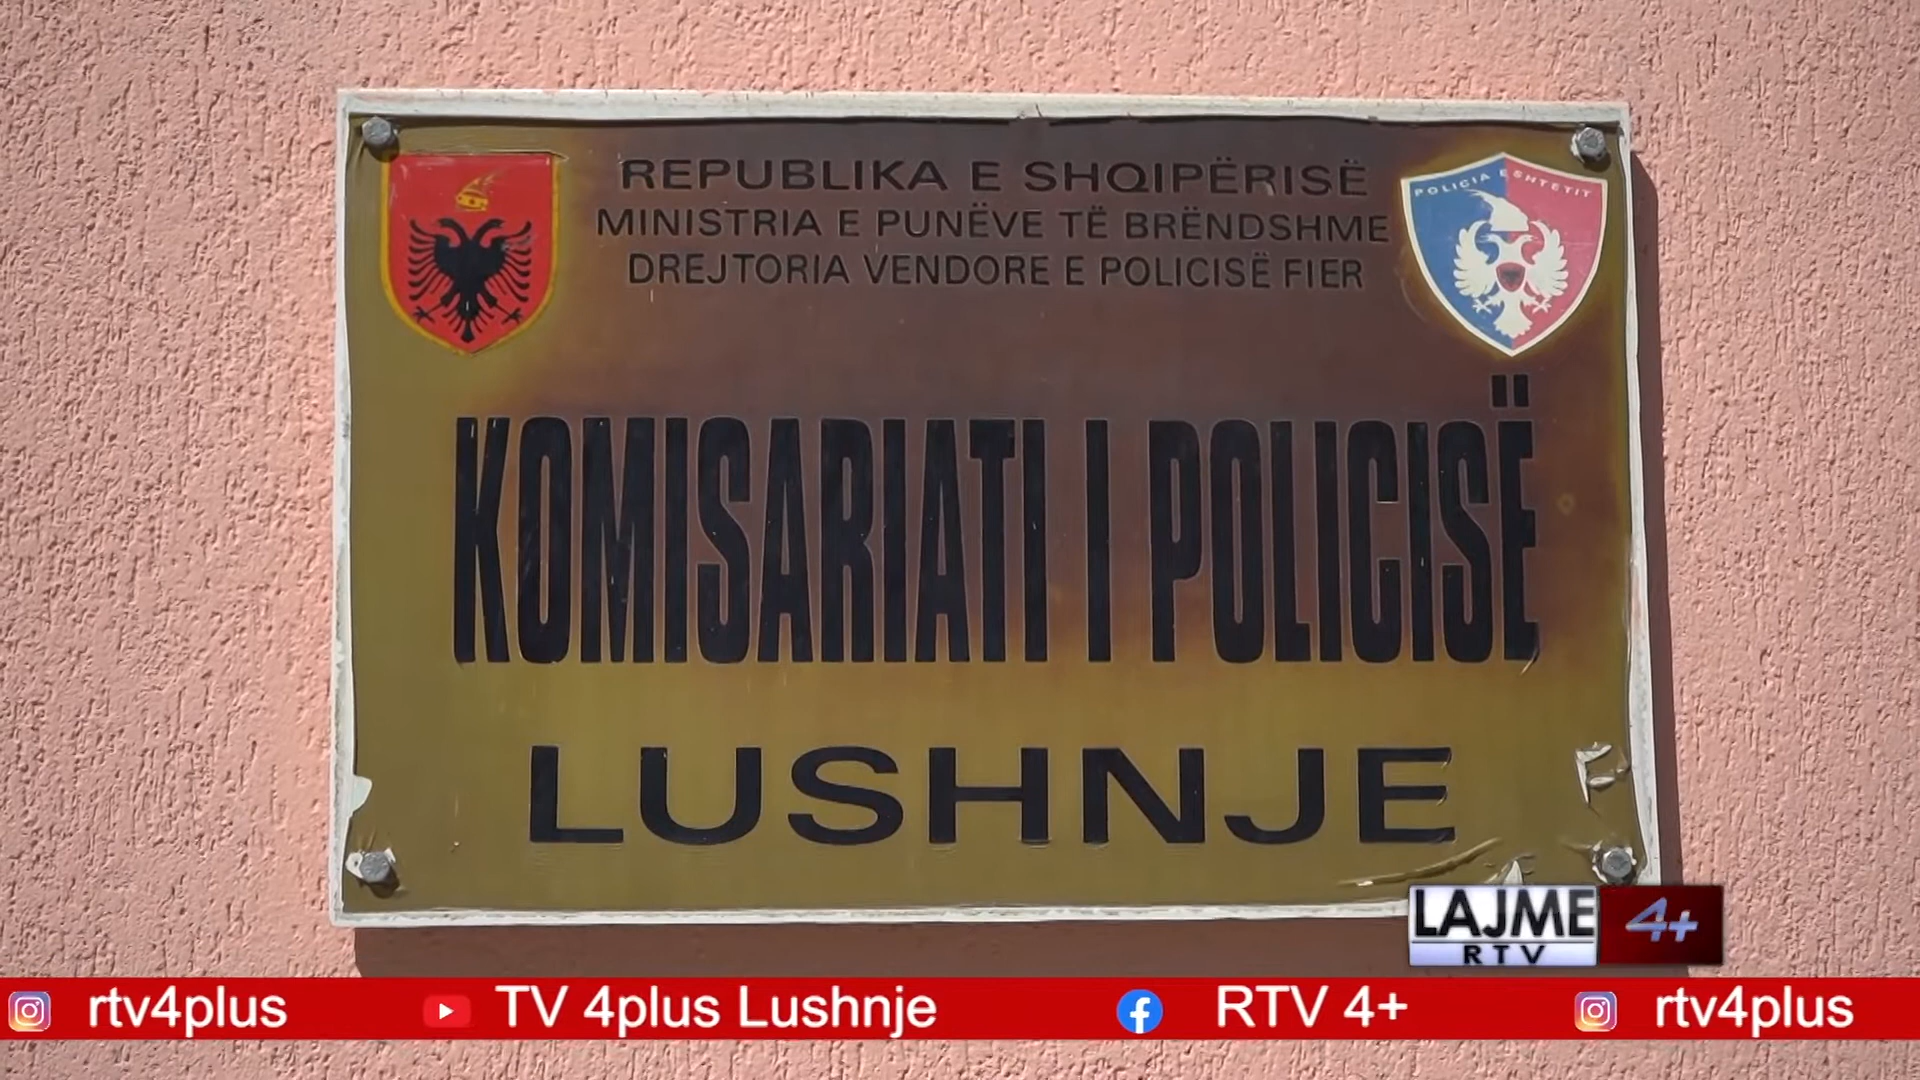 REPUBLIKA E SHQIPËRISË
MINISTRIA E PUNËVE TË BRËNDSHME
DREJTORIA VENDORE E POLICISË FIER
POLICIA ESHTETIT
KOMISARIATI I POLICISË
LUSHNJE
LAJME
RTV
4+
rtv4plus
TV 4plus Lushnje
RTV 4+
rtv4plus